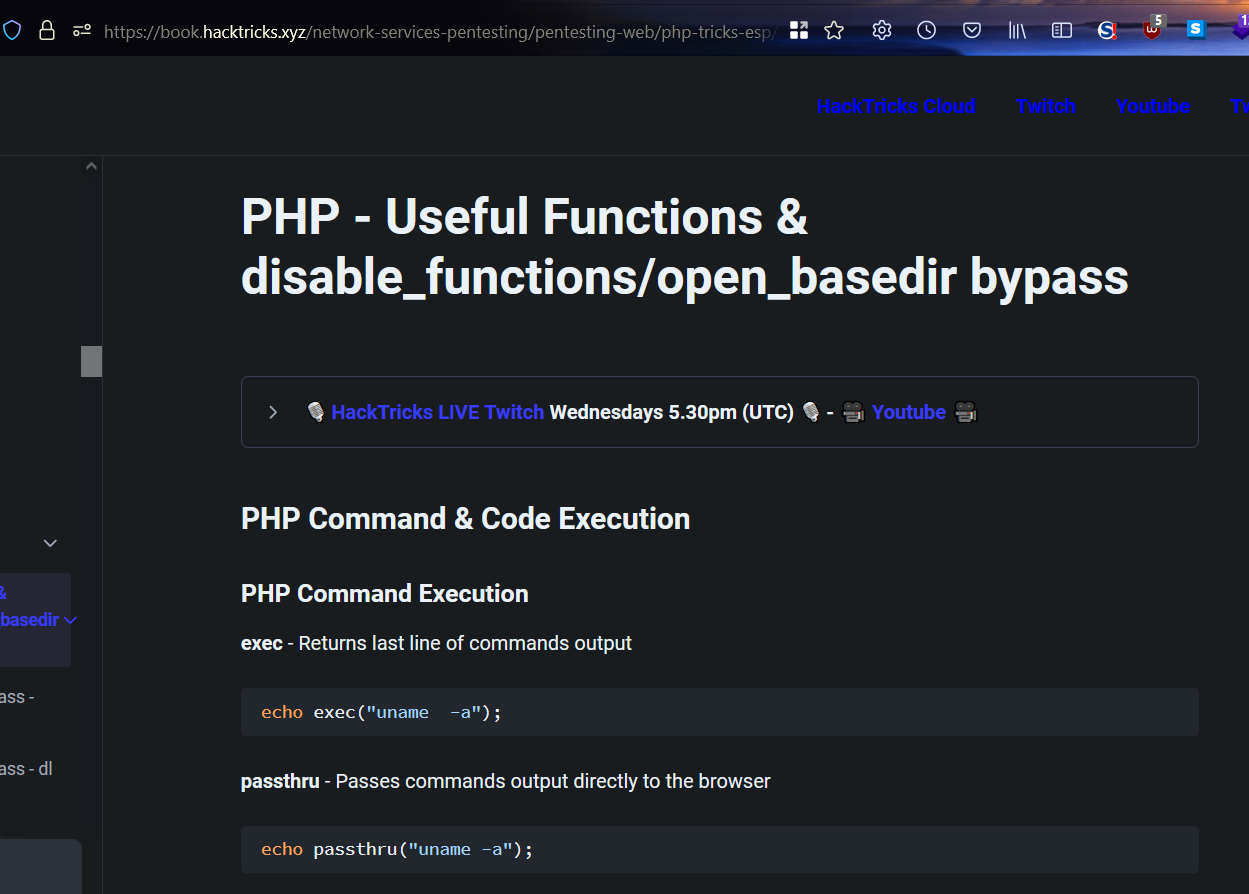 https://book.hacktricks.xyz/network-services-pentesting/pentesting-web/php-tricks-esp/
5
HackTricks Cloud Twitch Youtube Tw
PHP - Useful Functions &
disable_functions/open_basedir bypass
HackTricks LIVE Twitch Wednesdays 5.30pm (UTC) - Youtube
PHP Command & Code Execution
PHP Command Execution
&
basedir
exec - Returns last line of commands output
ass -
echo exec("uname  -a");
ass - dl
passthru - Passes commands output directly to the browser
echo passthru("uname -a");